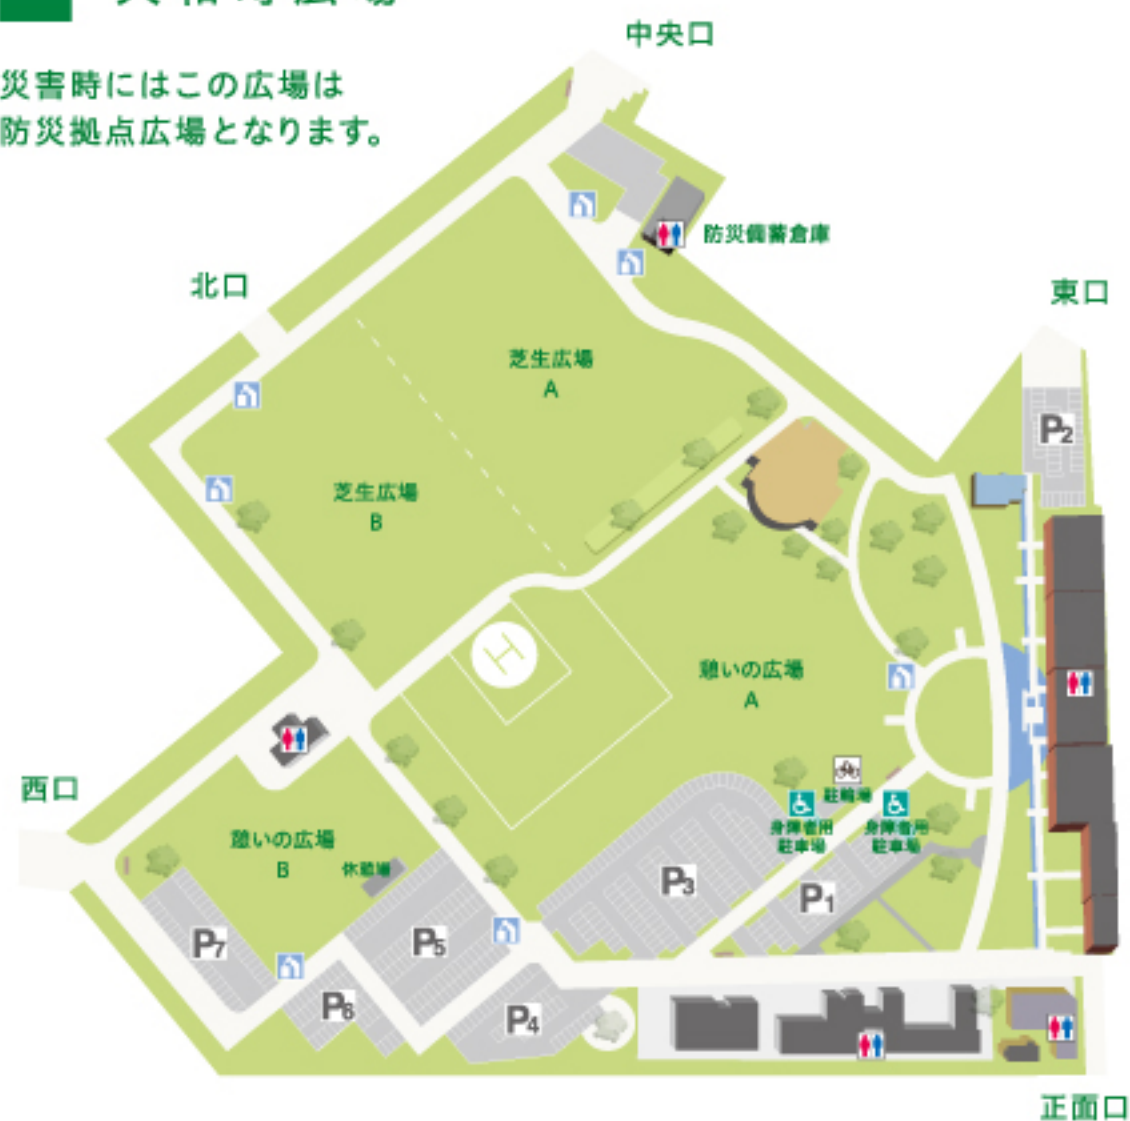 中央口
災害時にはこの広場は
防災拠点広場となります。
防災備蓄倉庫
北口
東口
芝生広場
A
P2
芝生広場
B
憩いの広場
A
H
西口
駐輪場
身障者用
駐車場
身障者用
駐車場
憩いの広場
B
休憩場
P3
P1
P7
P5
P6
P4
正面口